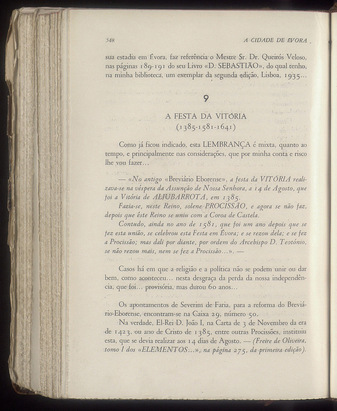 540 A CIDADE DE ÉVORA
sua estadia em Évora, faz referência o Mestre Sr. Dr. Queirós Veloso,
nas páginas 189-191 do seu Livro «D. SEBASTIÃO», do qual tenho,
na minha biblioteca, um exemplar da segunda edição, Lisboa, 1935...
9
A FESTA DA VITÓRIA
(1385-1581-1641)
Como já ficou indicado, esta LEMBRANÇA é mixta, quanto ao
tempo, e principalmente nas considerações, que por minha conta e risco
lhe vou fazer...
— «No antigo «Breviário Eborense», a festa da VITÓRIA reali-
zava-se na véspera da Assunção de Nossa Senhora, a 14 de Agosto, que
foi a Vitória de ALJUBARROTA, em 1385.
Fazia-se, neste Reino, solene PROCISSÃO, e agora se não faz,
depois que êste Reino se uniu com a Coroa de Castela.
Contudo, ainda no ano de 1581, que foi um ano depois que se
fez esta união, se celebrou esta Festa em Évora; e se rezou dela; e se fez
a Procissão; mas dali por diante, por ordem do Arcebispo D. Teotónio,
se não rezou mais, nem se fez a Procissão...». —
Casos há em que a religião e a política não se podem unir ou dar
bem, como aconteceu... nesta desgraça da perda da nossa independên-
cia, que foi... provisória, mas durou 60 anos...
Os apontamentos de Severim de Faria, para a reforma do Breviá-
rio-Eborense, encontram-se na Caixa 29, número 50.
Na verdade, El-Rei D. João I, na Carta de 3 de Novembro da era
de 1423, ou ano de Cristo de 1385, entre outras Procissões, instituiu
esta, que se devia realizar aos 14 dias de Agosto. — (Freire de Oliveira,
tomo I dos «ELEMENTOS...», na página 275, da primeira edição).